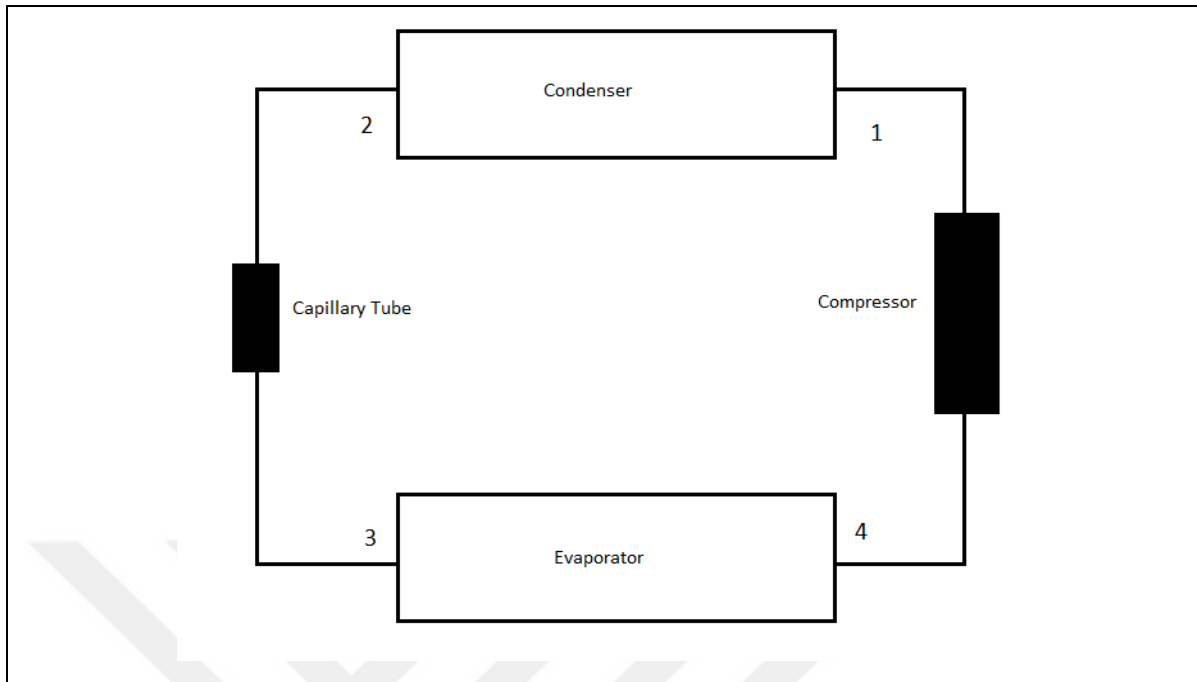 Condenser
2
1
Capillary Tube
Compressor
3
4
Evaporator